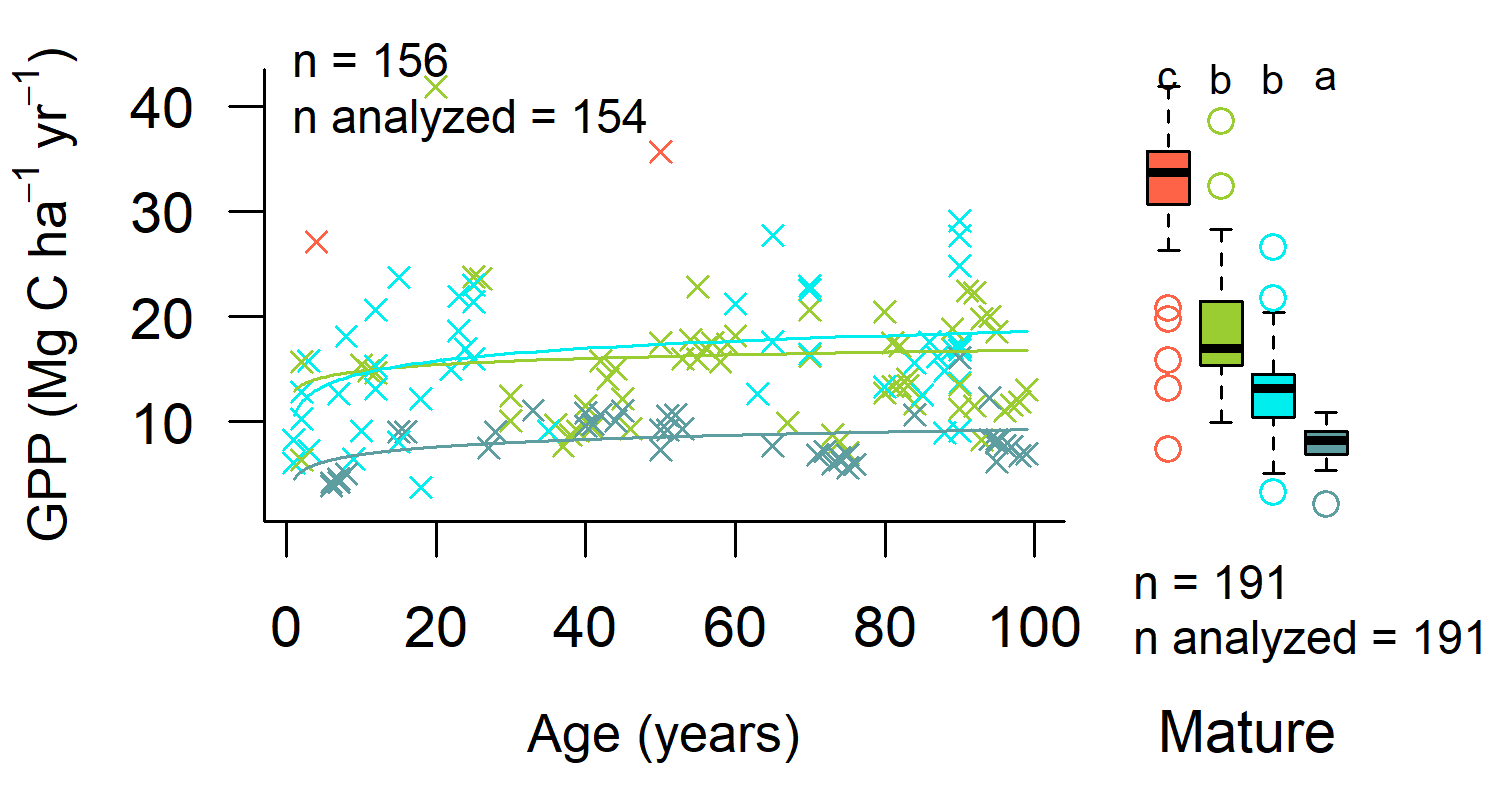 n = 156
n analyzed = 154
GPP (Mg C ha⁻¹ yr⁻¹)
40
30
20
10
0 20 40 60 80 100
Age (years)
c b b a
n = 191
n analyzed = 191
Mature